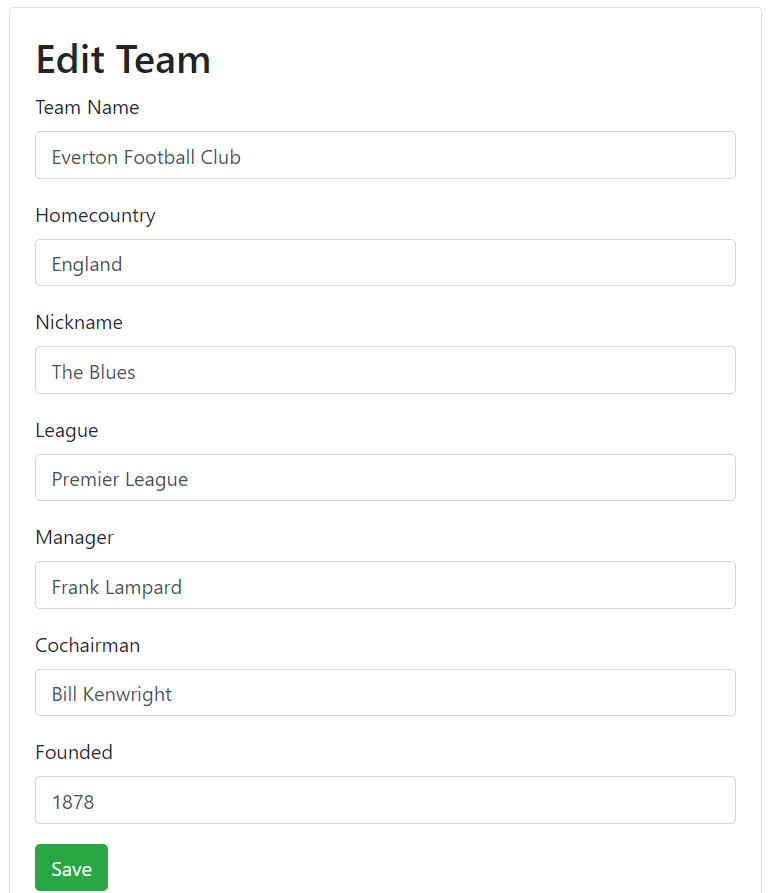 Edit Team
Team Name
Everton Football Club
Homecountry
England
Nickname
The Blues
League
Premier League
Manager
Frank Lampard
Cochairman
Bill Kenwright
Founded
1878
Save